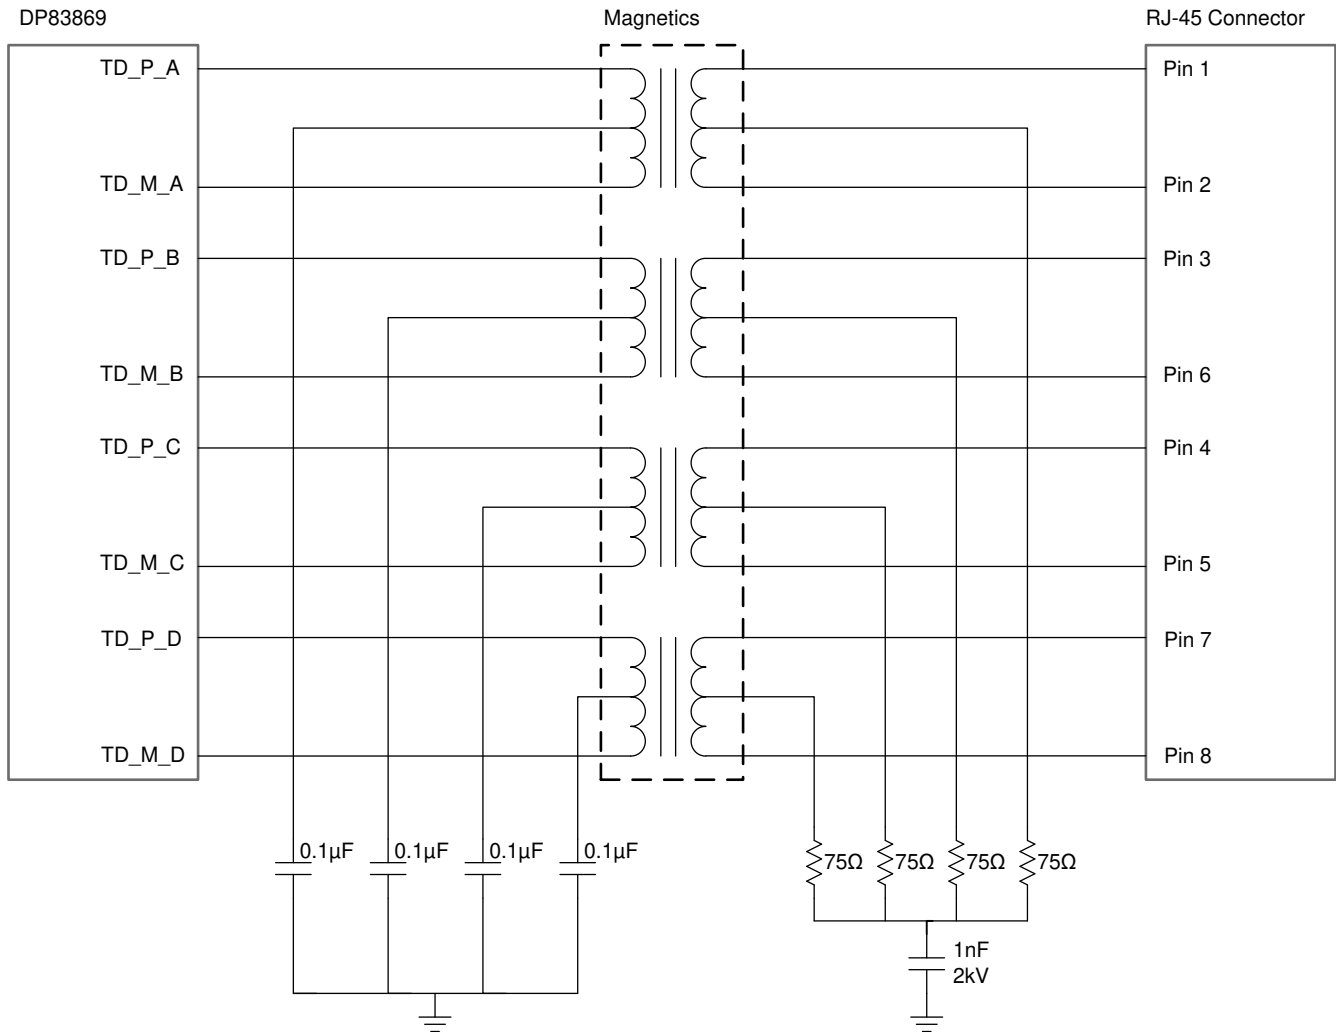 DP83869
Magnetics
RJ-45 Connector
TD_P_A
Pin 1
TD_M_A
Pin 2
TD_P_B
Pin 3
TD_M_B
Pin 6
TD_P_C
Pin 4
TD_M_C
Pin 5
TD_P_D
Pin 7
TD_M_D
Pin 8
0.1µF
0.1µF
0.1µF
0.1µF
75Ω
75Ω
75Ω
75Ω
1nF
2kV